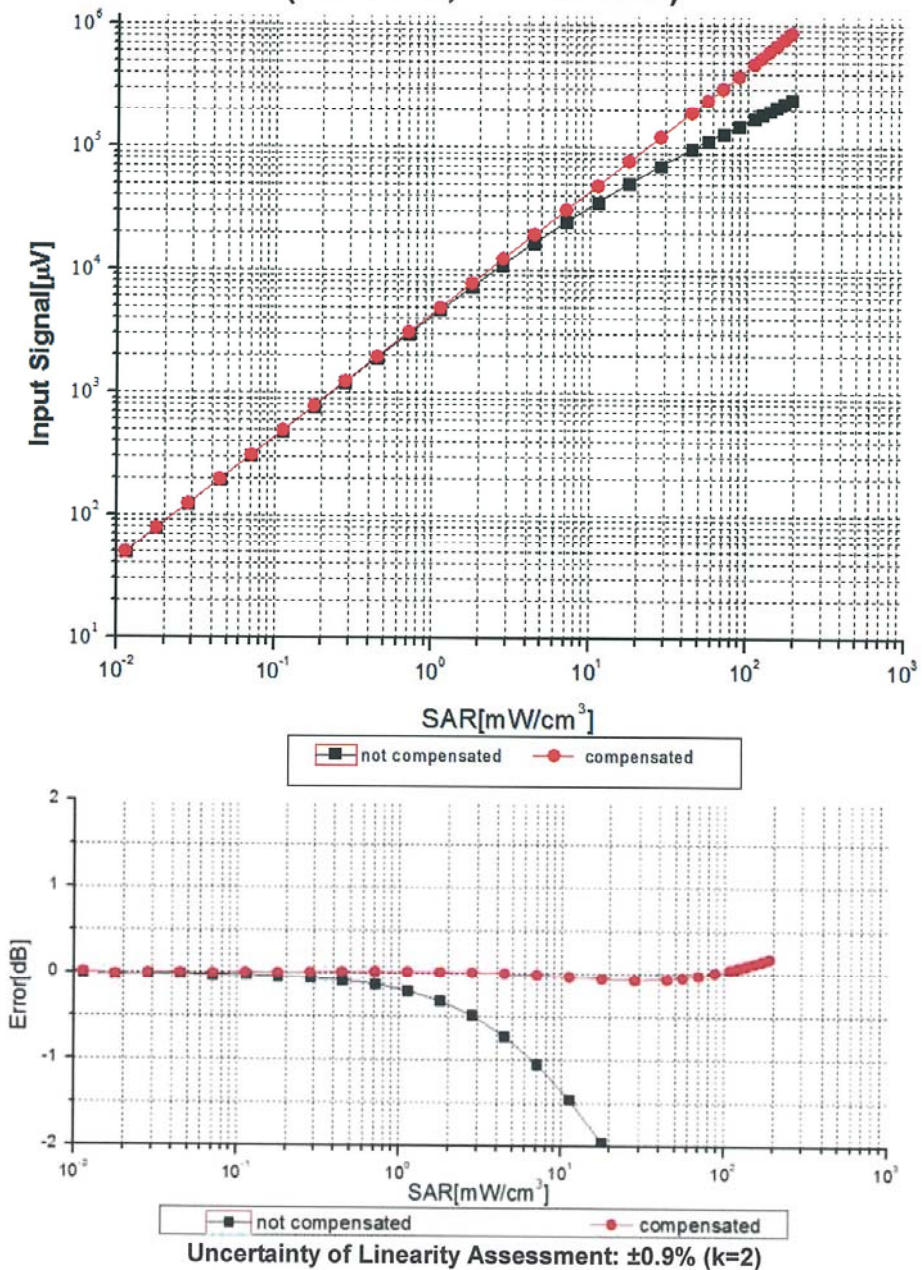 10⁶
10⁵
10⁴
10³
10²
10¹
Input Signal[µV]
10⁻² 10⁻¹ 10⁰ 10¹ 10² 10³
SAR[mW/cm³]
not compensated compensated
2
1
0
-1
-2
Error[dB]
10⁻¹ 10⁰ 10¹ 10² 10³
SAR[mW/cm³]
not compensated compensated
Uncertainty of Linearity Assessment: ±0.9% (k=2)